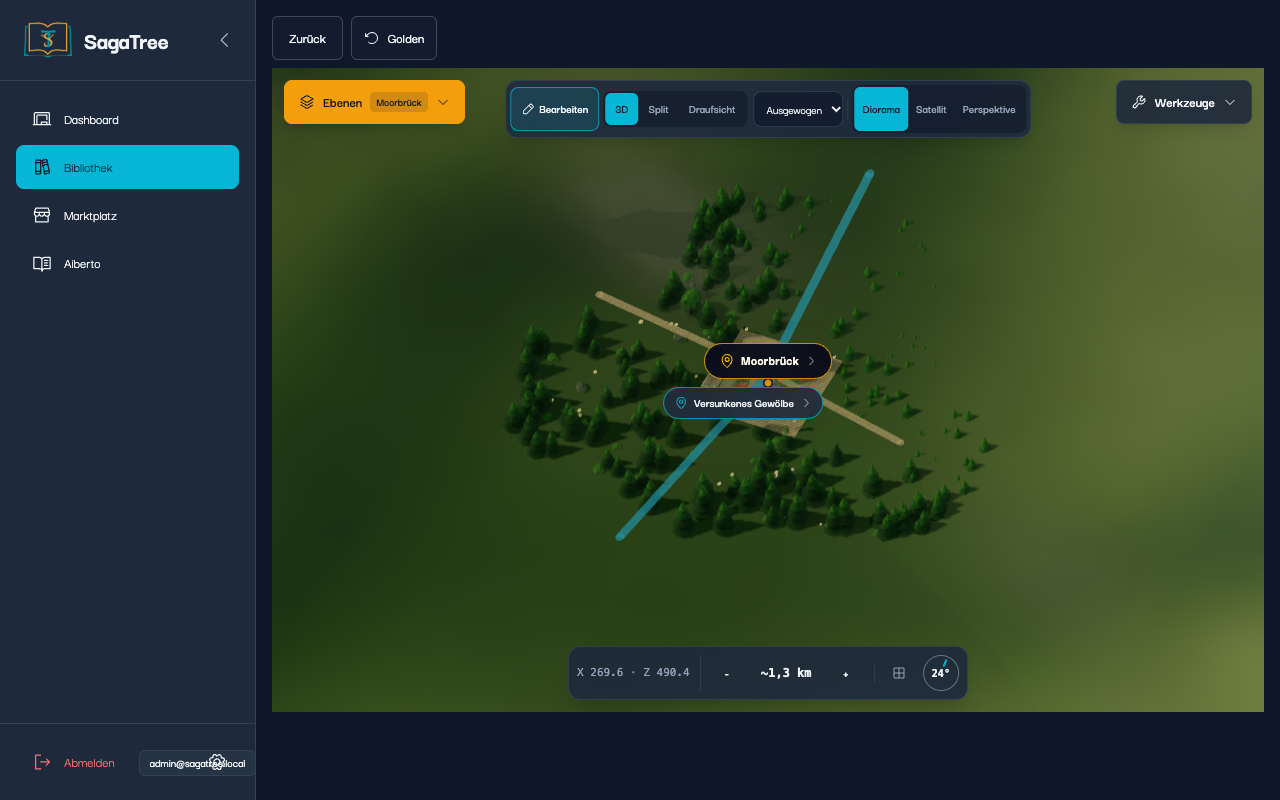 SagaTree
Dashboard
Bibliothek
Marktplatz
Alberto
Abmelden
Zurück
Golden
Ebenen Moorbrück
Bearbeiten 3D Split Draufsicht Ausgewogen Diorama Satellit Perspektive
Werkzeuge
Moorbrück
Versunkenes Gewölbe
X 269.6 · Z 490.4 - ~1,3 km + 24°